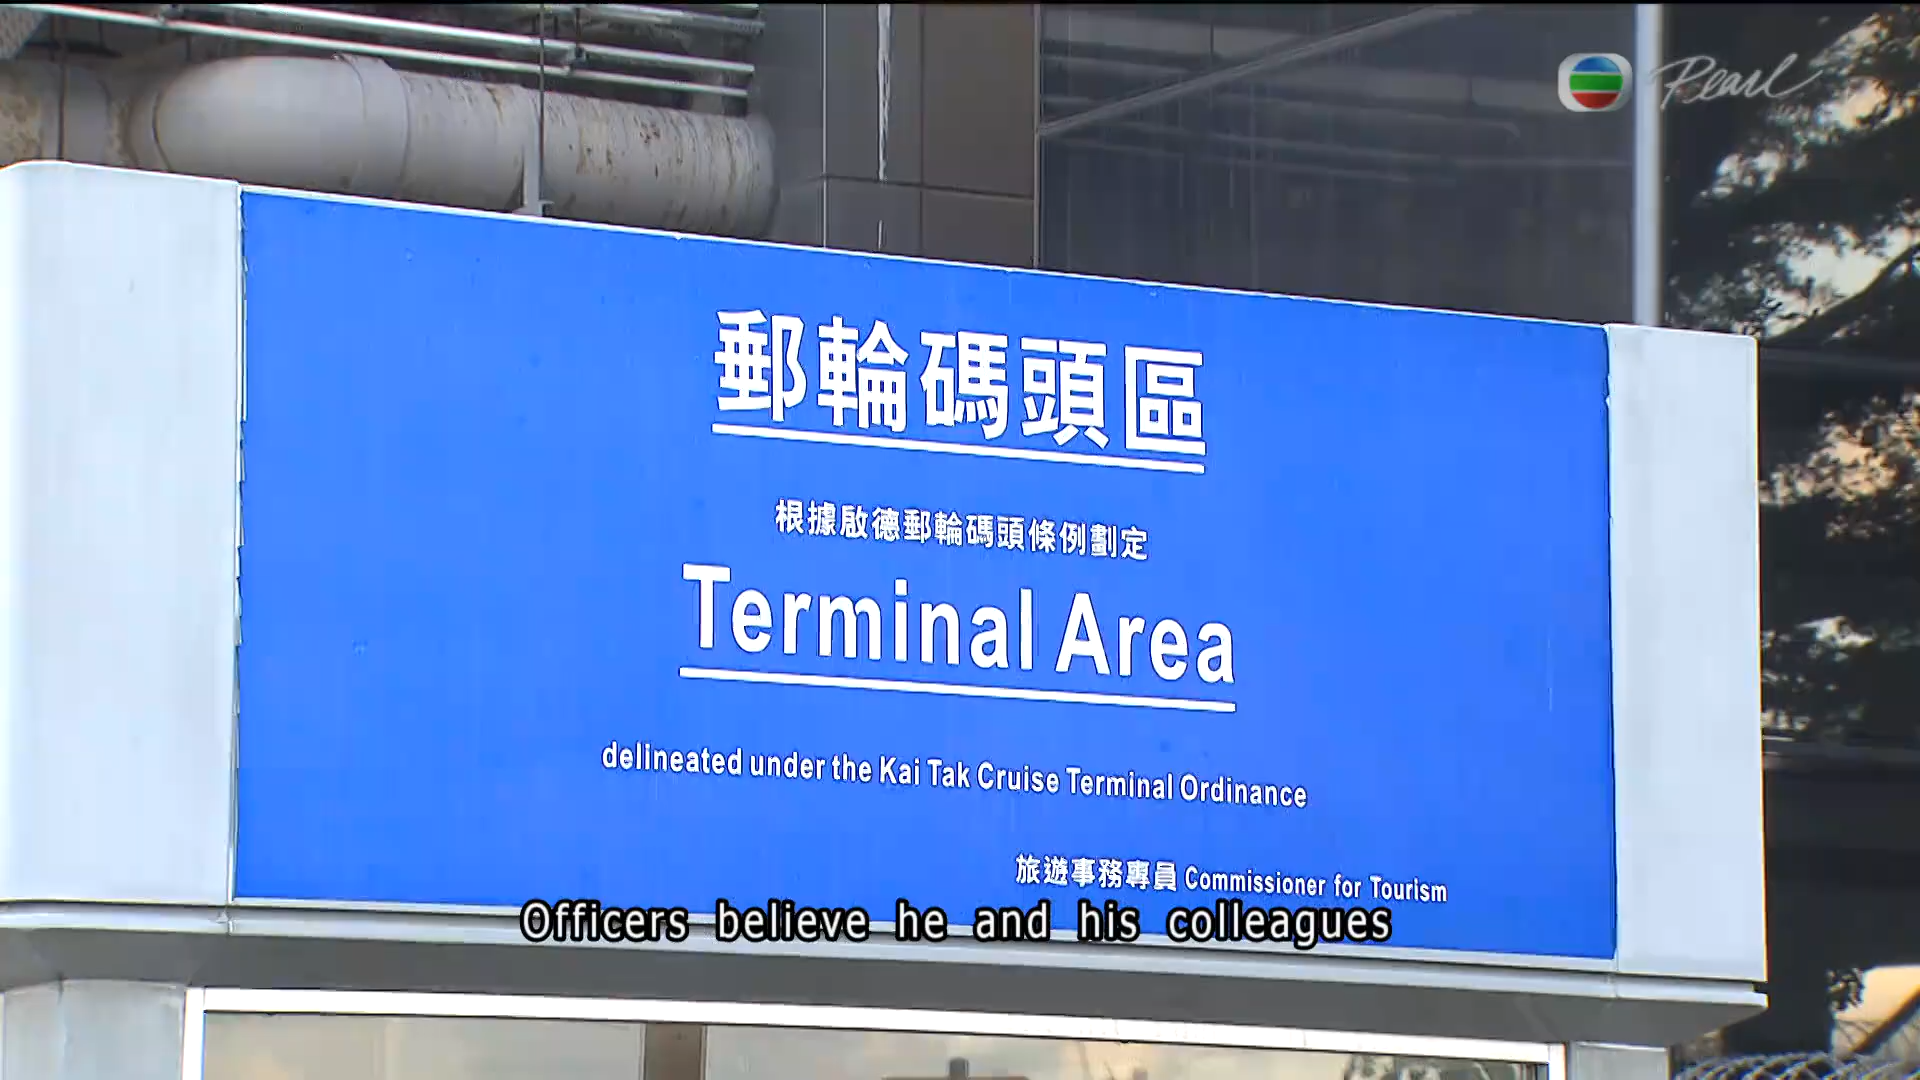 Pearl
郵輪碼頭區
根據啟德郵輪碼頭條例劃定
Terminal Area
delineated under the Kai Tak Cruise Terminal Ordinance
旅遊事務專員 Commissioner for Tourism
Officers believe he and his colleagues